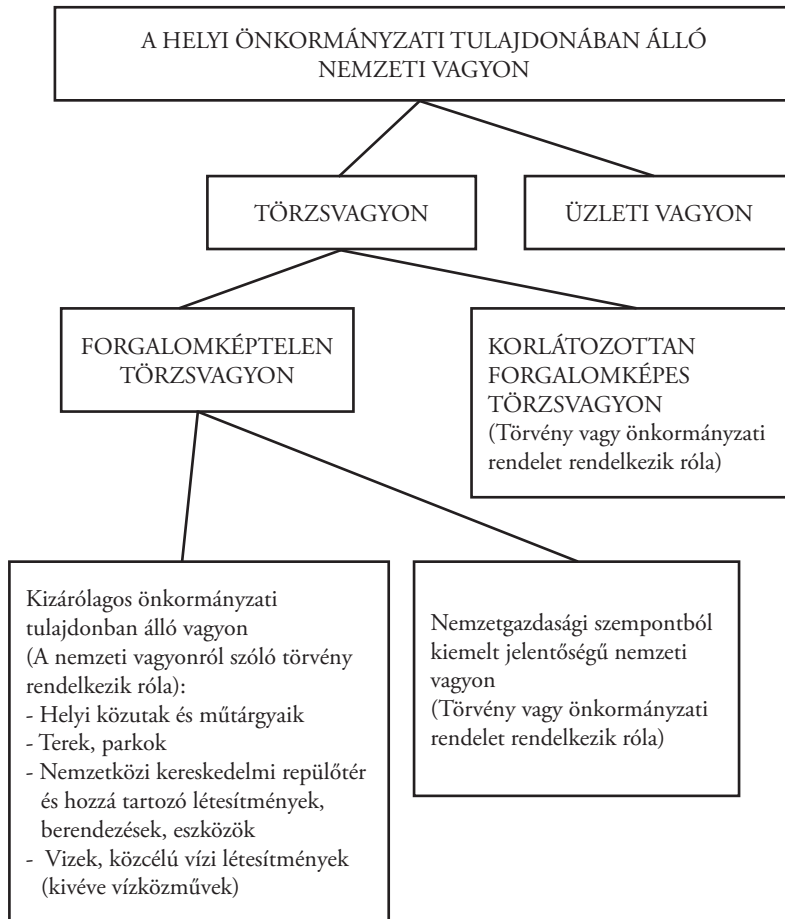 A HELYI ÖNKORMÁNYZATI TULAJDONÁBAN ÁLLÓ
NEMZETI VAGYON
TÖRZSVAGYON
ÜZLETI VAGYON
FORGALOMKÉPTELEN
TÖRZSVAGYON
KORLÁTOZOTTAN
FORGALOMKÉPES
TÖRZSVAGYON
(Törvény vagy önkormányzati
rendelet rendelkezik róla)
Kizárólagos önkormányzati
tulajdonban álló vagyon
(A nemzeti vagyonról szóló törvény
rendelkezik róla):
- Helyi közutak és műtárgyaik
- Terek, parkok
- Nemzetközi kereskedelmi repülőtér
és hozzá tartozó létesítmények,
berendezések, eszközök
- Vizek, közcélú vízi létesítmények
(kivéve vízközművek)
Nemzetgazdasági szempontból
kiemelt jelentőségű nemzeti
vagyon
(Törvény vagy önkormányzati
rendelet rendelkezik róla)